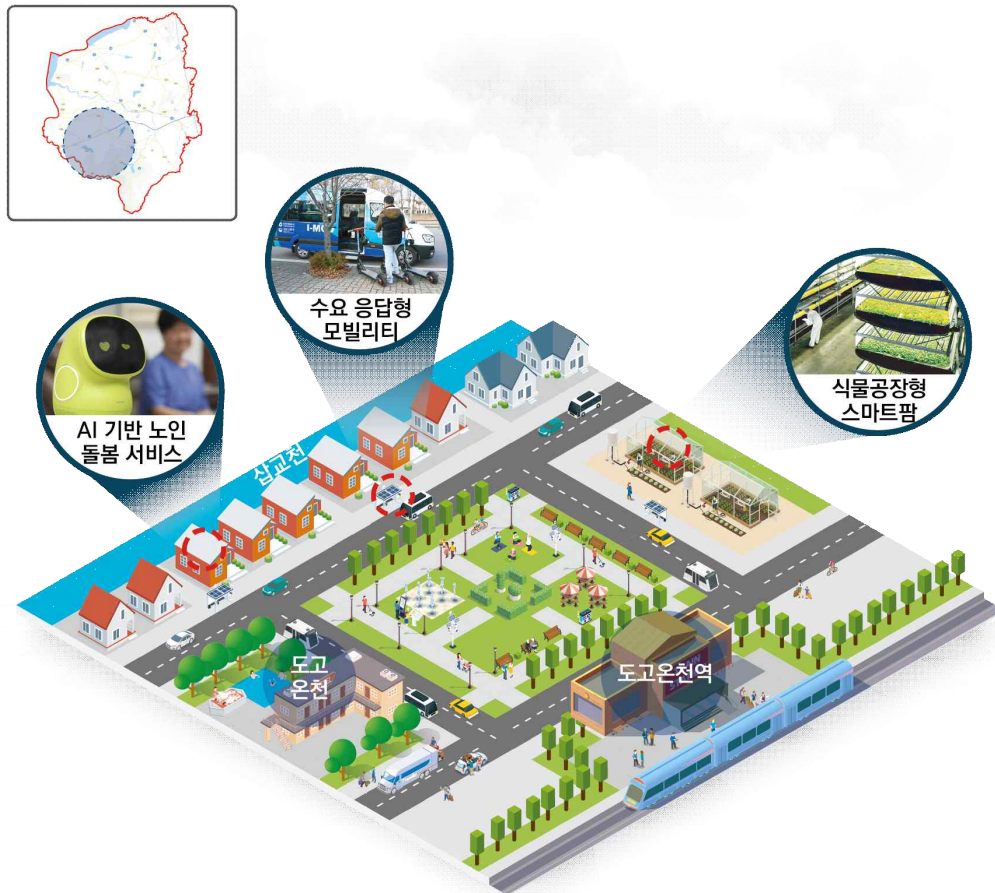 I-MO
수요 응답형
모빌리티
식물공장형
스마트팜
AI 기반 노인
돌봄 서비스
삽교천
도고
온천
도고온천역